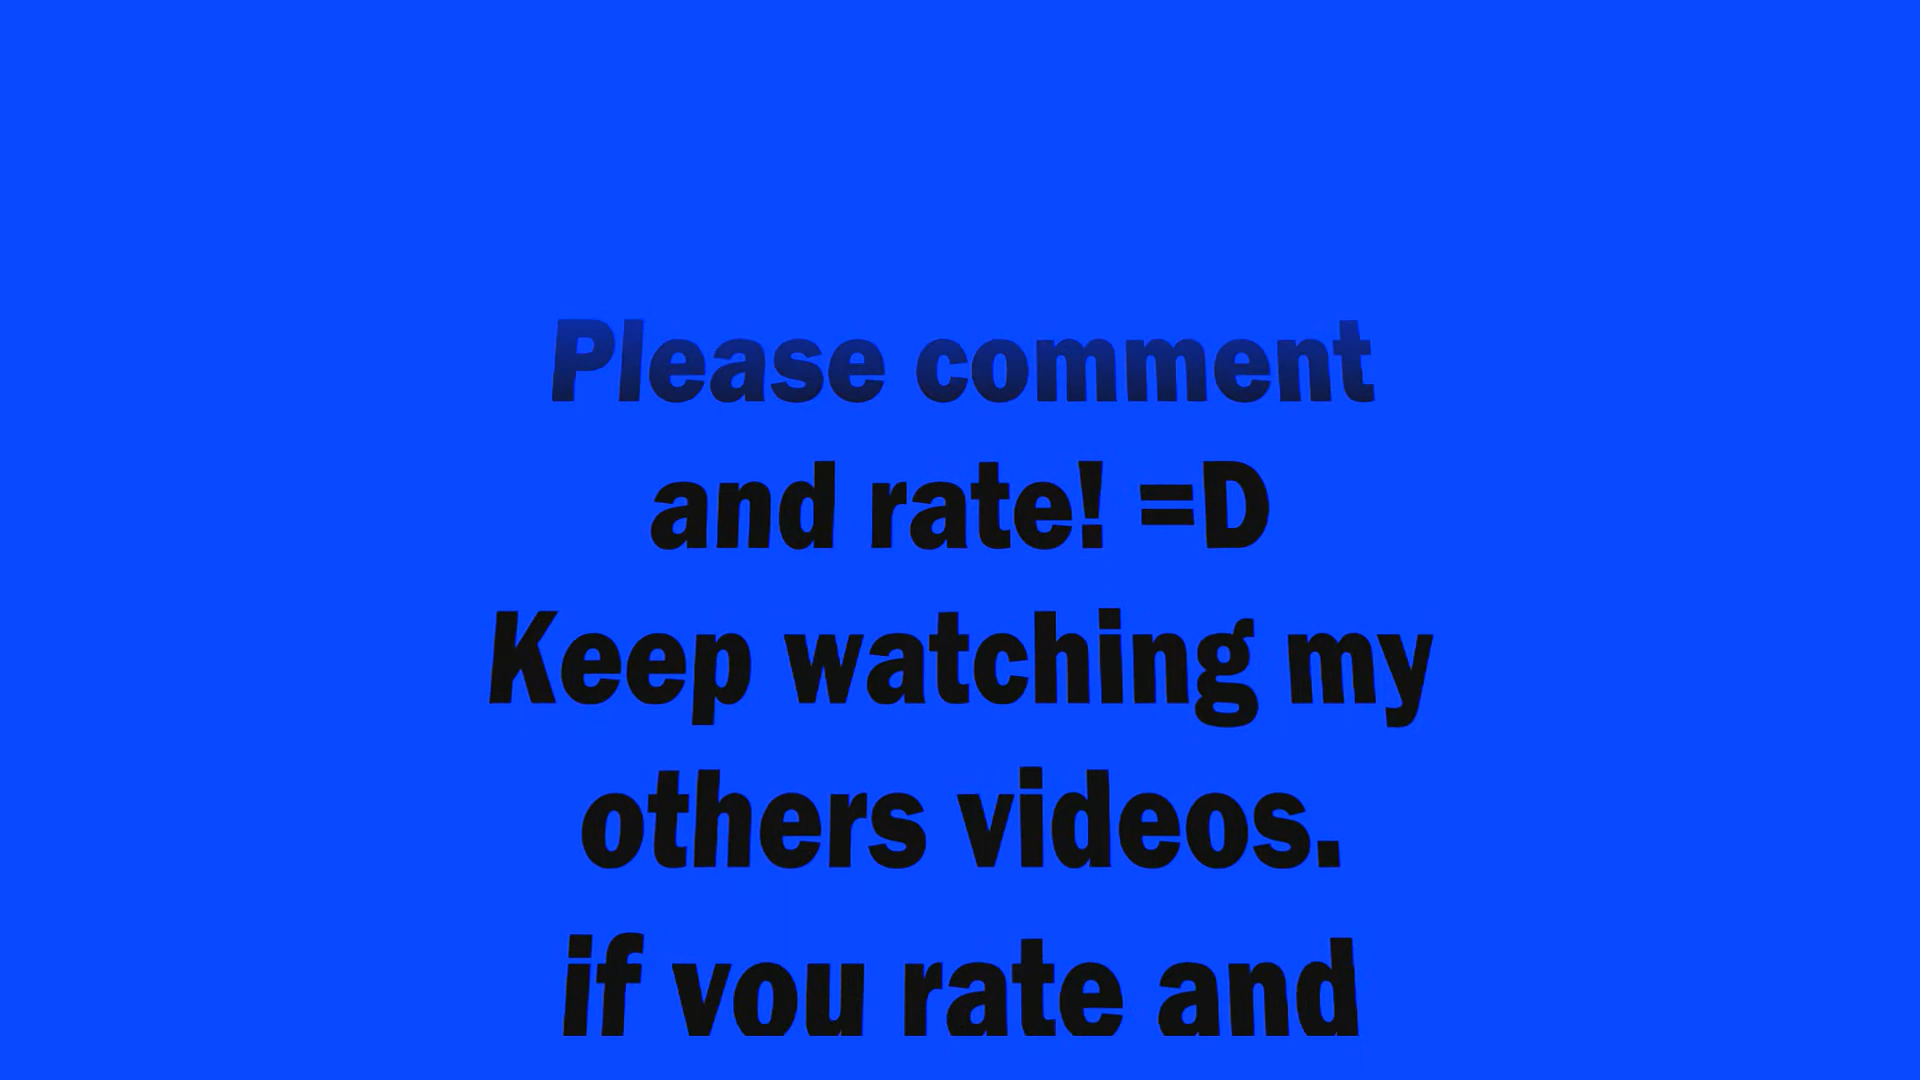 Please comment
and rate! =D
Keep watching my
others videos.
if you rate and